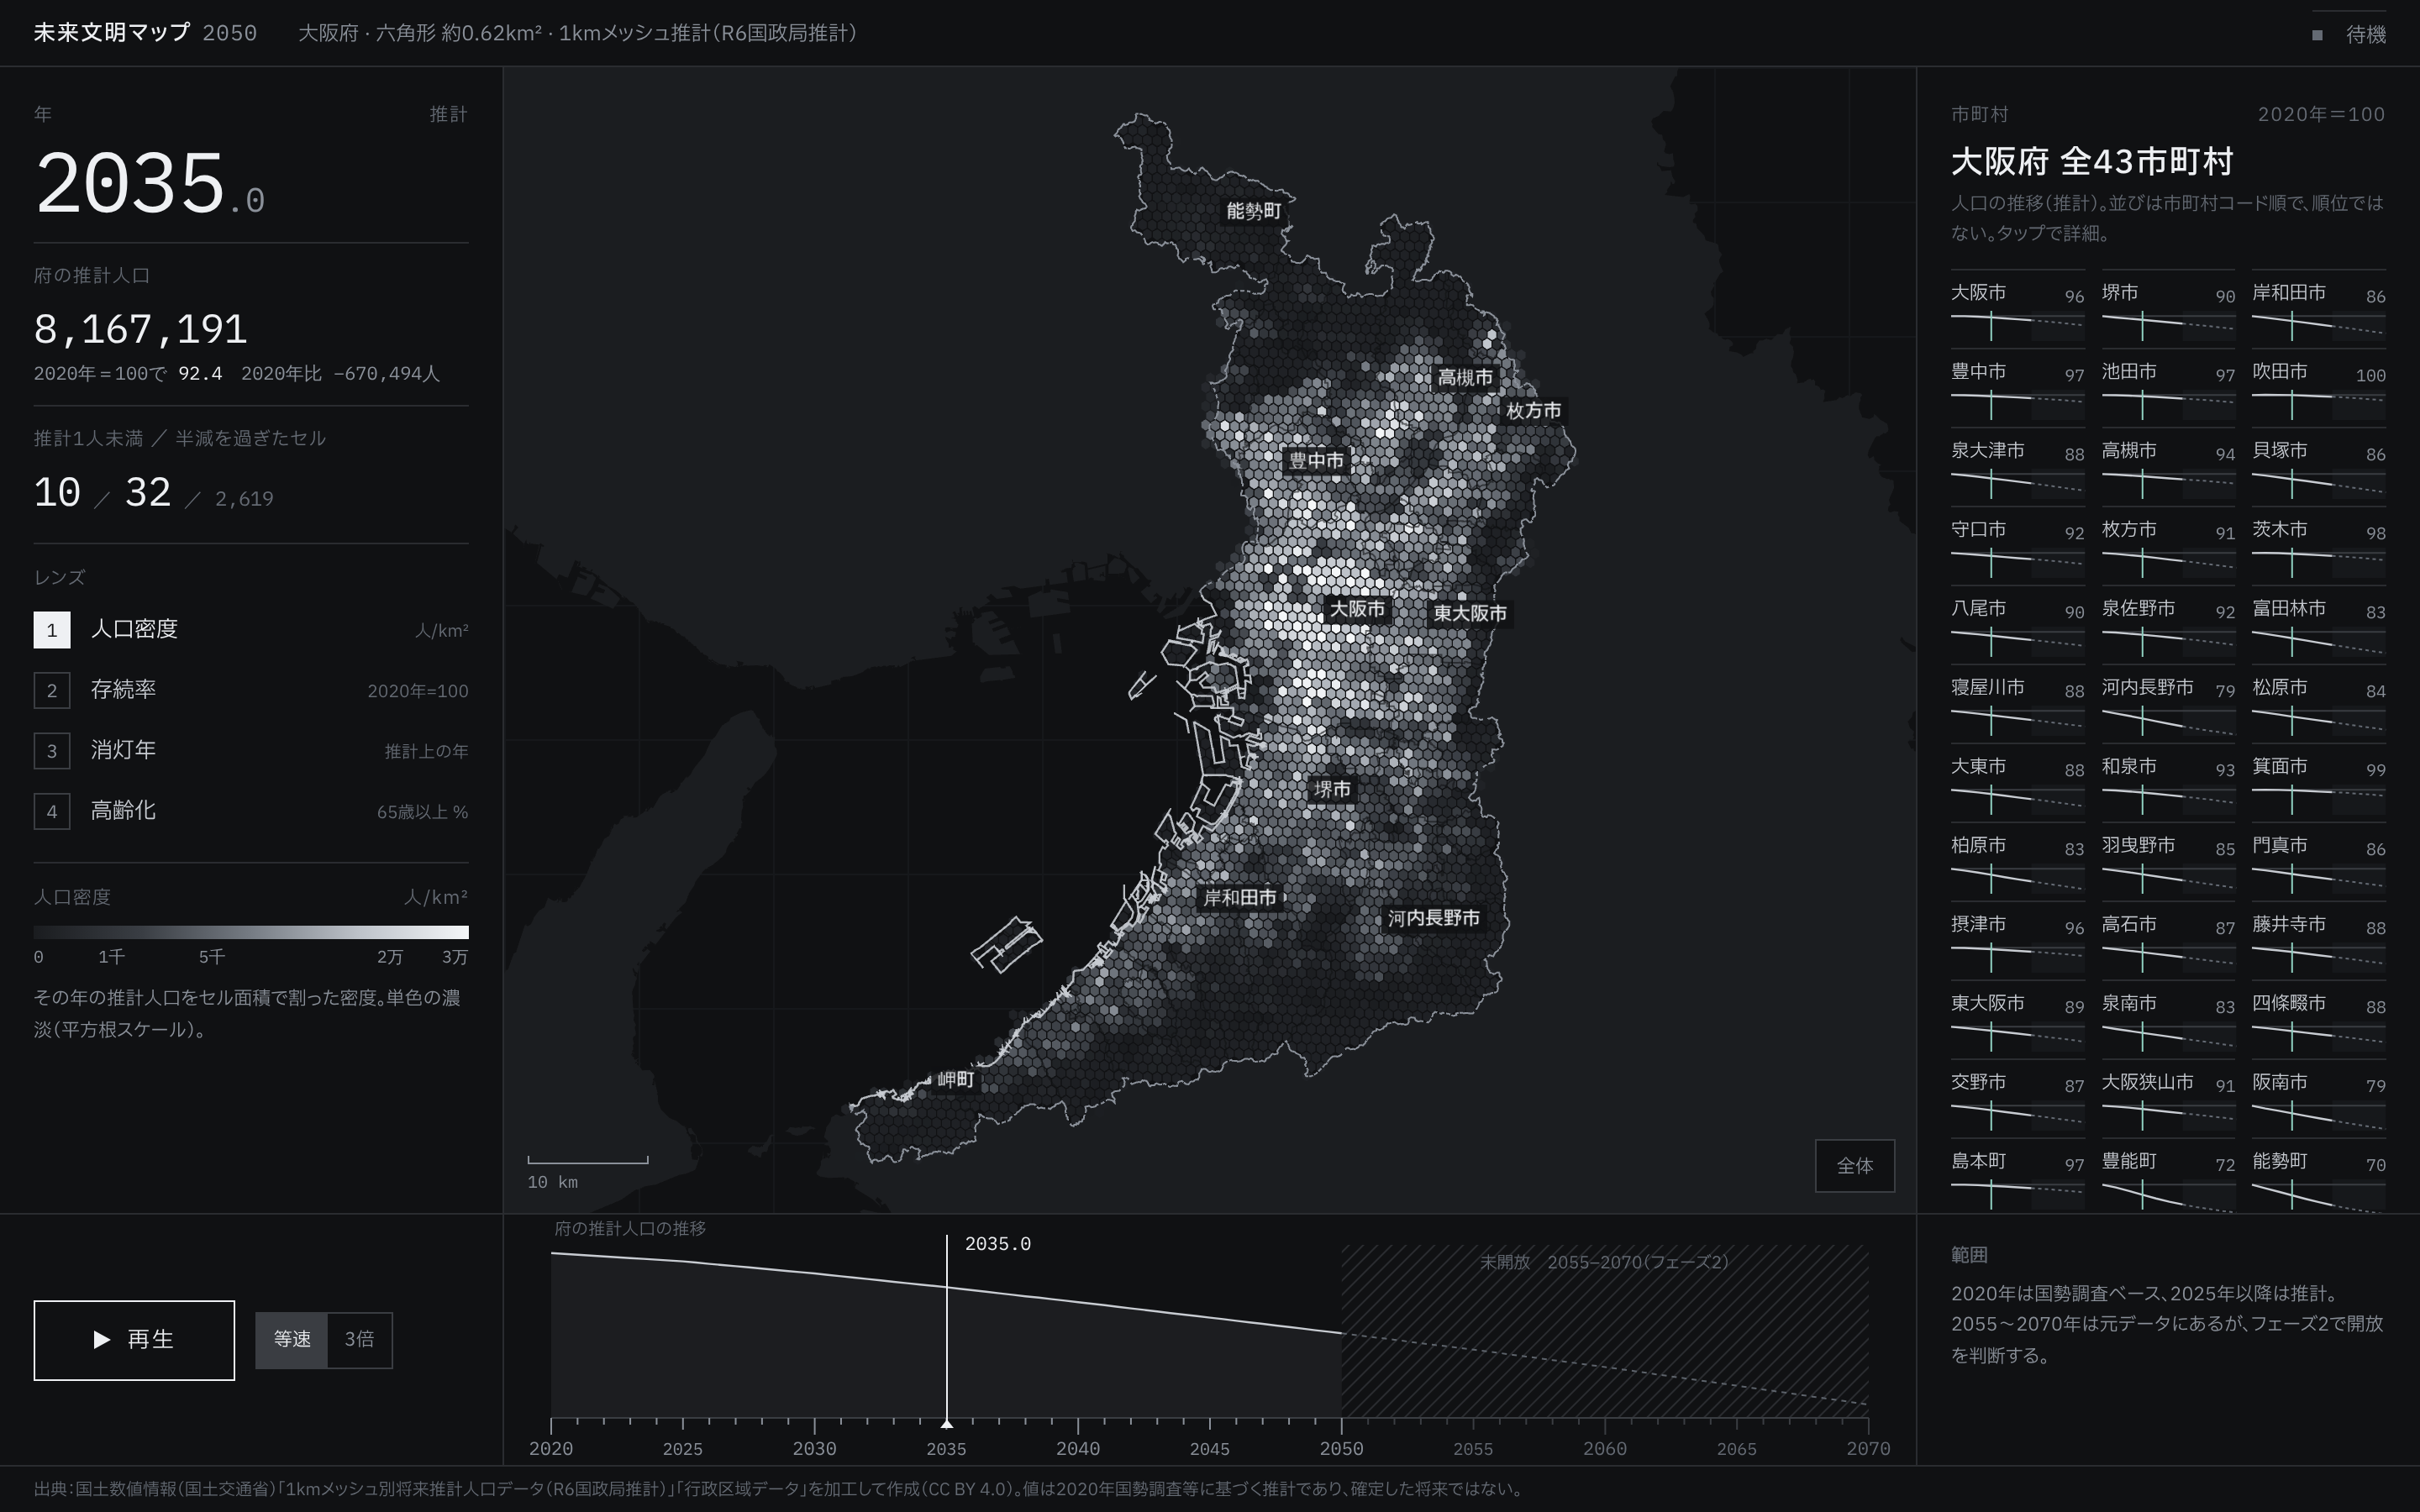 未来文明マップ 2050 大阪府 · 六角形 約0.62km² · 1kmメッシュ推計（R6国政局推計）
待機
年 推計
2035.0
府の推計人口
8,167,191
2020年=100で 92.4 2020年比 −670,494人
推計1人未満 ／ 半減を過ぎたセル
10 ／ 32 ／ 2,619
レンズ
1 人口密度 人/km²
2 存続率 2020年=100
3 消灯年 推計上の年
4 高齢化 65歳以上 %
人口密度 人/km²
0 1千 5千 2万 3万
その年の推計人口をセル面積で割った密度。単色の濃
淡（平方根スケール）。
能勢町
高槻市
枚方市
豊中市
大阪市
東大阪市
堺市
岸和田市
河内長野市
岬町
10 km
全体
市町村 2020年＝100
大阪府 全43市町村
人口の推移（推計）。並びは市町村コード順で、順位では
ない。タップで詳細。
大阪市 96 堺市 90 岸和田市 86
豊中市 97 池田市 97 吹田市 100
泉大津市 88 高槻市 94 貝塚市 86
守口市 92 枚方市 91 茨木市 98
八尾市 90 泉佐野市 92 富田林市 83
寝屋川市 88 河内長野市 79 松原市 84
大東市 88 和泉市 93 箕面市 99
柏原市 83 羽曳野市 85 門真市 86
摂津市 96 高石市 87 藤井寺市 88
東大阪市 89 泉南市 83 四條畷市 88
交野市 87 大阪狭山市 91 阪南市 79
島本町 97 豊能町 72 能勢町 70
▶ 再生
等速 3倍
府の推計人口の推移
2035.0
未開放 2055–2070（フェーズ2）
2020 2025 2030 2035 2040 2045 2050 2055 2060 2065 2070
範囲
2020年は国勢調査ベース、2025年以降は推計。
2055〜2070年は元データにあるが、フェーズ2で開放
を判断する。
出典：国土数値情報（国土交通省）「1kmメッシュ別将来推計人口データ（R6国政局推計）」「行政区域データ」を加工して作成（CC BY 4.0）。値は2020年国勢調査等に基づく推計であり、確定した将来ではない。